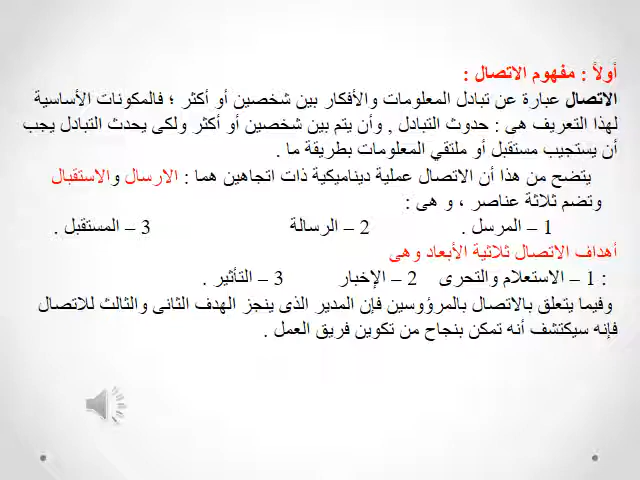 أولاً : مفهوم الاتصال :
الاتصال عبارة عن تبادل المعلومات والأفكار بين شخصين أو أكثر ؛ فالمكونات الأساسية
لهذا التعريف هى : حدوث التبادل , وأن يتم بين شخصين أو أكثر ولكى يحدث التبادل يجب
أن يستجيب مستقبل أو ملتقي المعلومات بطريقة ما .
يتضح من هذا أن الاتصال عملية ديناميكية ذات اتجاهين هما : الارسال والاستقبال
وتضم ثلاثة عناصر ، و هى :
1 – المرسل . 2 – الرسالة 3 – المستقبل .
أهداف الاتصال ثلاثية الأبعاد وهى
: 1 – الاستعلام والتحرى 2 – الإخبار 3 – التأثير .
وفيما يتعلق بالاتصال بالمرؤوسين فإن المدير الذى ينجز الهدف الثانى والثالث للاتصال
فإنه سيكتشف أنه تمكن بنجاح من تكوين فريق العمل .